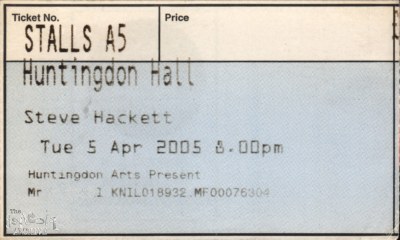 Ticket No. Price
STALLS A5
Huntingdon Hall
Steve Hackett
Tue 5 Apr 2005 8.00pm
Huntingdon Arts Present
Mr I KNIL018932.MF00076304
The